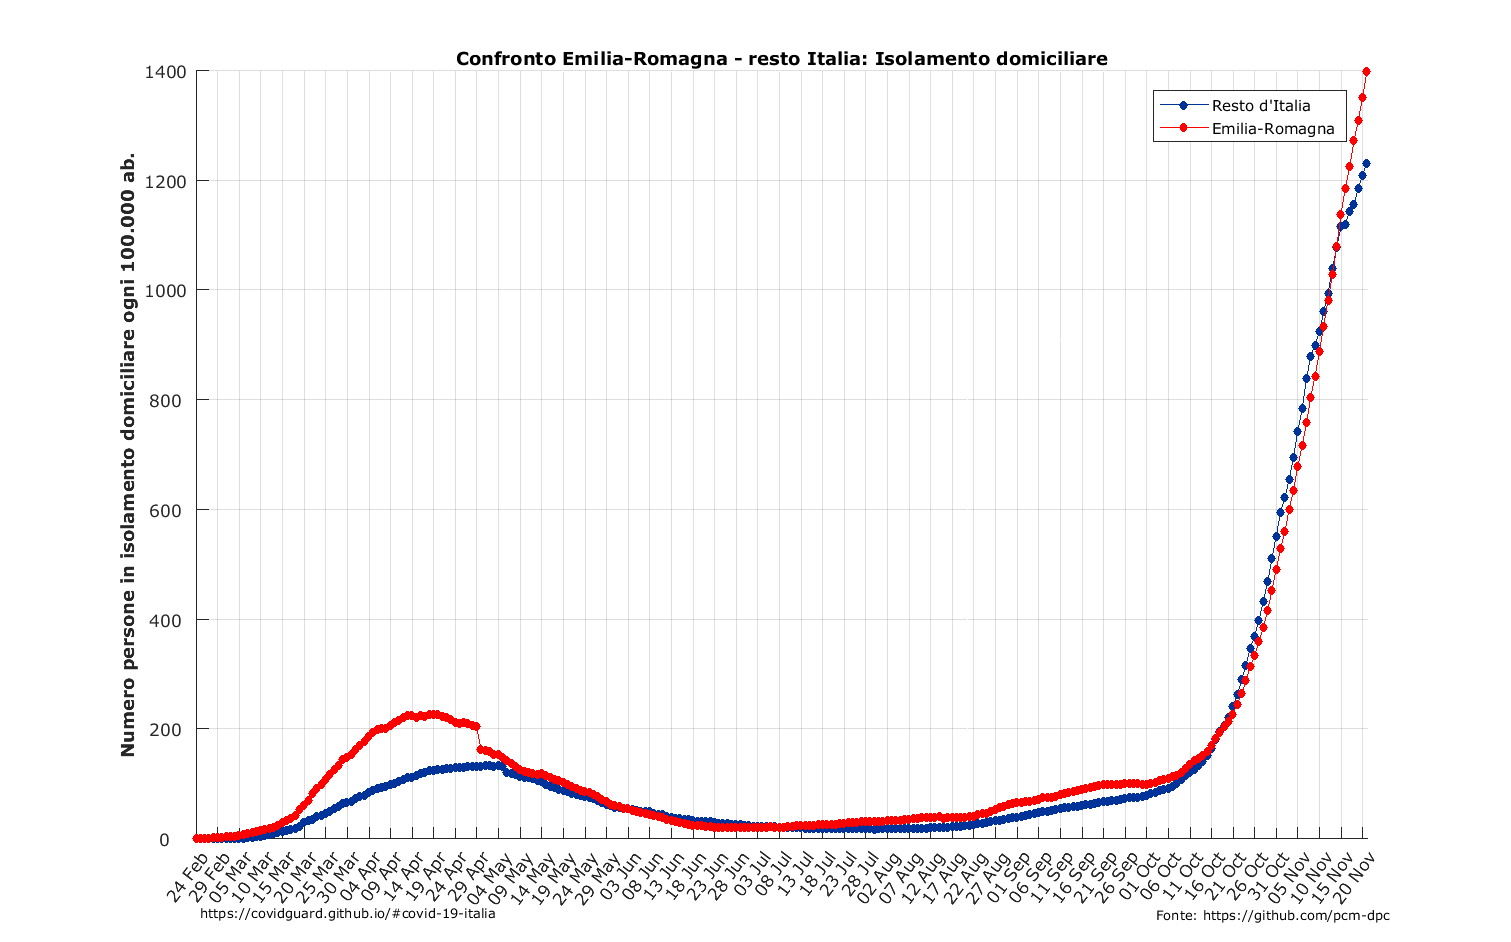 Confronto Emilia-Romagna - resto Italia: Isolamento domiciliare
Resto d'Italia
Emilia-Romagna
Numero persone in isolamento domiciliare ogni 100.000 ab.
1400
1200
1000
800
600
400
200
0
24 Feb
29 Feb
05 Mar
10 Mar
15 Mar
20 Mar
25 Mar
30 Mar
04 Apr
09 Apr
14 Apr
19 Apr
24 Apr
29 Apr
04 May
09 May
14 May
19 May
24 May
29 May
03 Jun
08 Jun
13 Jun
18 Jun
23 Jun
28 Jun
03 Jul
08 Jul
13 Jul
18 Jul
23 Jul
28 Jul
02 Aug
07 Aug
12 Aug
17 Aug
22 Aug
27 Aug
01 Sep
06 Sep
11 Sep
16 Sep
21 Sep
26 Sep
01 Oct
06 Oct
11 Oct
16 Oct
21 Oct
26 Oct
31 Oct
05 Nov
10 Nov
15 Nov
20 Nov
https://covidguard.github.io/#covid-19-italia
Fonte: https://github.com/pcm-dpc